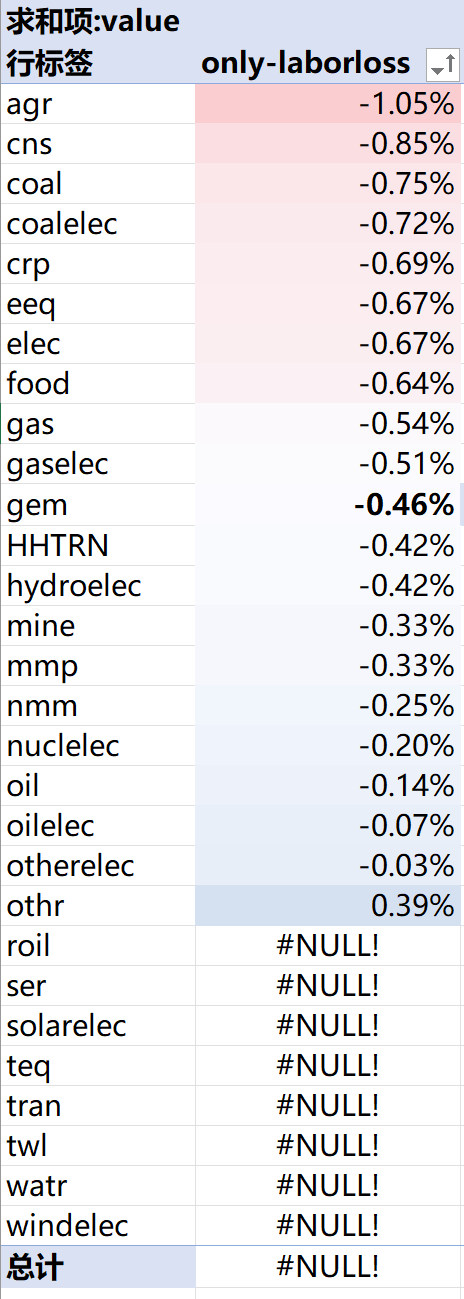 求和项:value
行标签 only-laborloss
agr -1.05%
cns -0.85%
coal -0.75%
coalelec -0.72%
crp -0.69%
eeq -0.67%
elec -0.67%
food -0.64%
gas -0.54%
gaselec -0.51%
gem -0.46%
HHTRN -0.42%
hydroelec -0.42%
mine -0.33%
mmp -0.33%
nmm -0.25%
nuclelec -0.20%
oil -0.14%
oilelec -0.07%
otherelec -0.03%
othr 0.39%
roil #NULL!
ser #NULL!
solarelec #NULL!
teq #NULL!
tran #NULL!
twl #NULL!
watr #NULL!
windelec #NULL!
总计 #NULL!